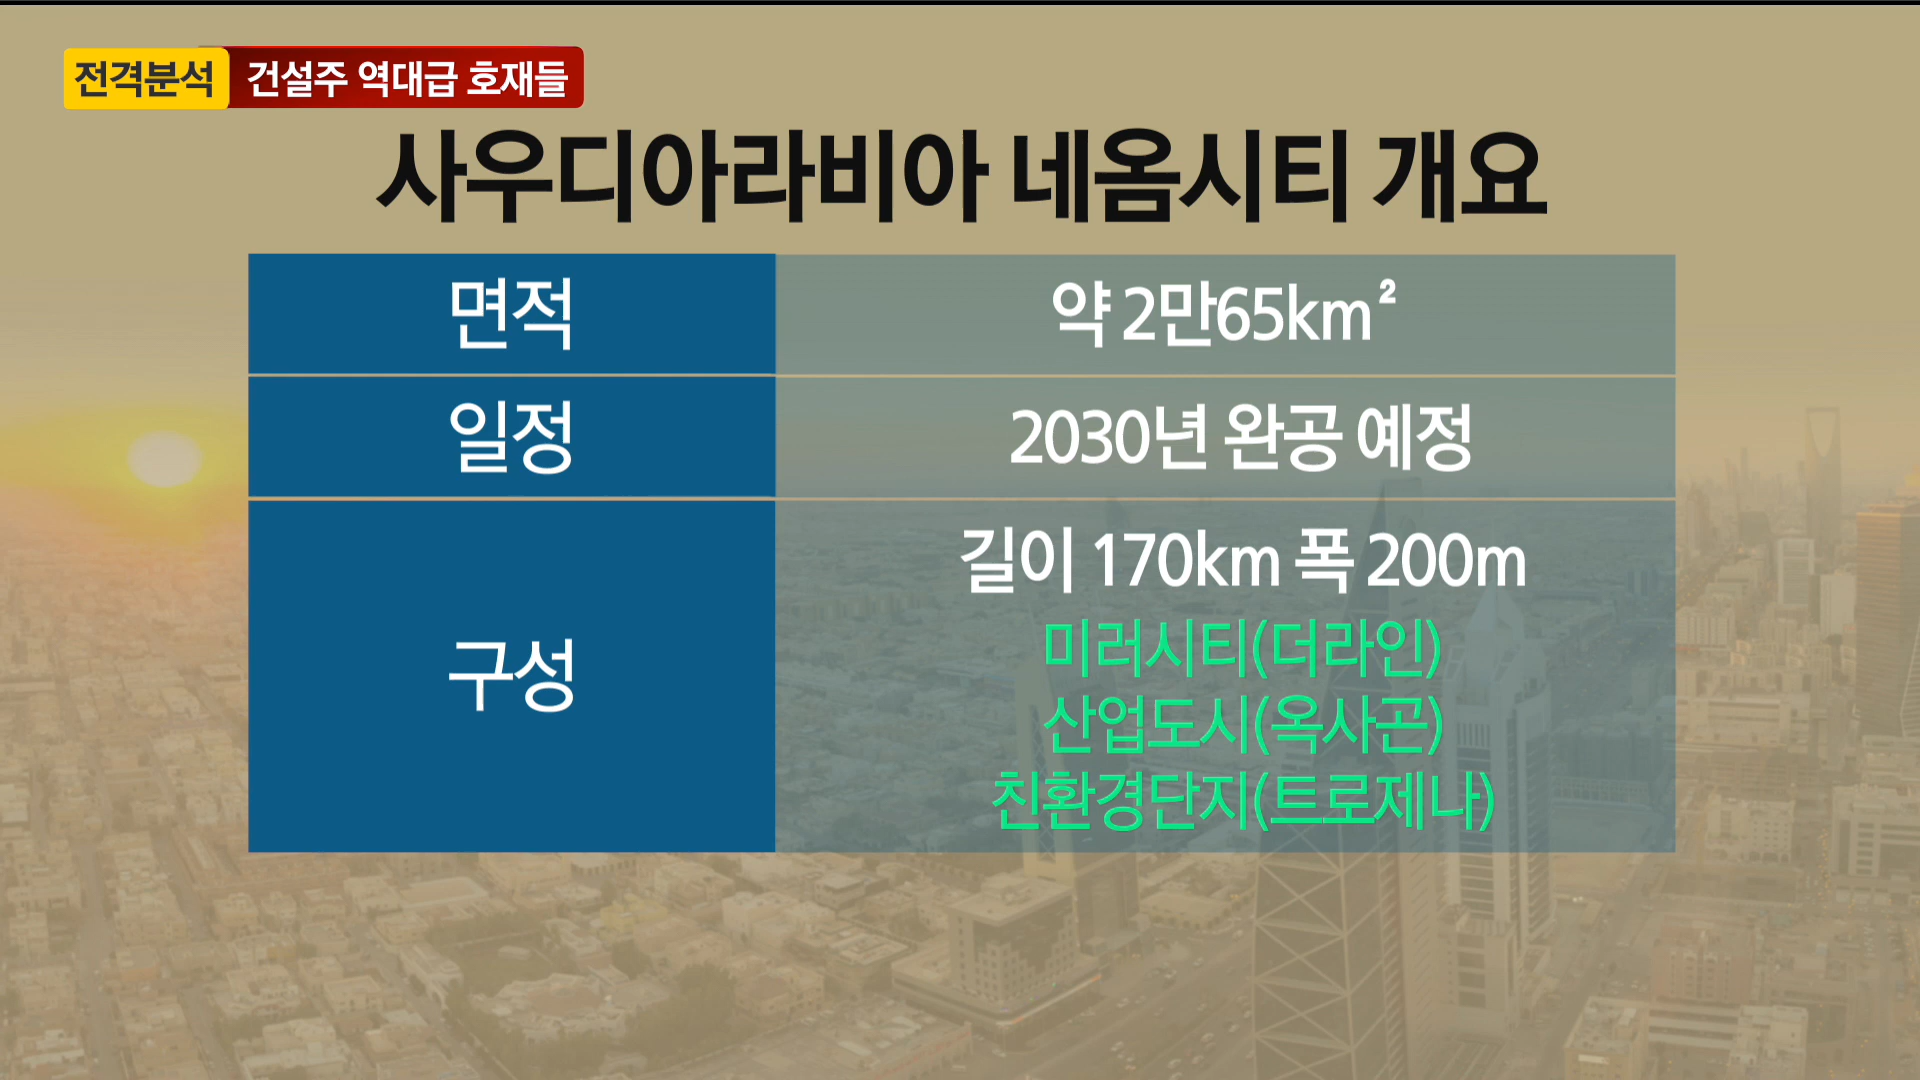 전격분석 건설주 역대급 호재들
사우디아라비아 네옴시티 개요
면적 약 2만65km²
일정 2030년 완공 예정
구성 길이 170km 폭 200m
미러시티(더라인)
산업도시(옥사곤)
친환경단지(트로제나)